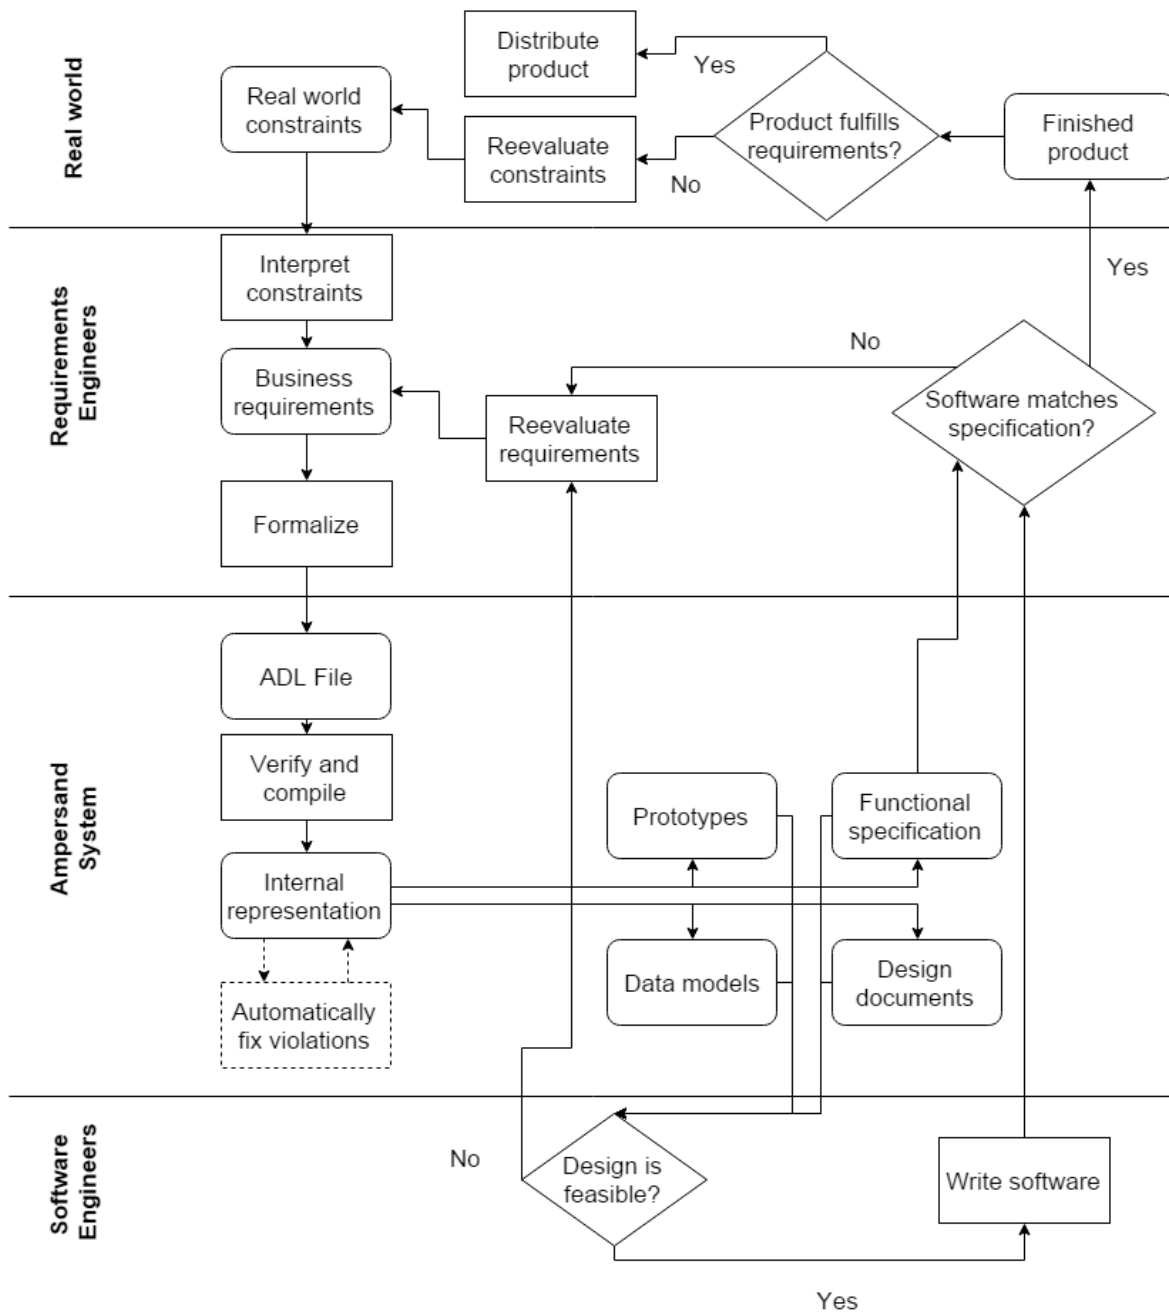 Real world
Distribute
product
Yes
Real world
constraints
Reevaluate
constraints
No
Product fulfills
requirements?
Finished
product
Requirements
Engineers
Interpret
constraints
Yes
No
Business
requirements
Reevaluate
requirements
Software matches
specification?
Formalize
Ampersand
System
ADL File
Verify and
compile
Prototypes
Functional
specification
Internal
representation
Data models
Design
documents
Automatically
fix violations
Software
Engineers
No
Design is
feasible?
Write software
Yes